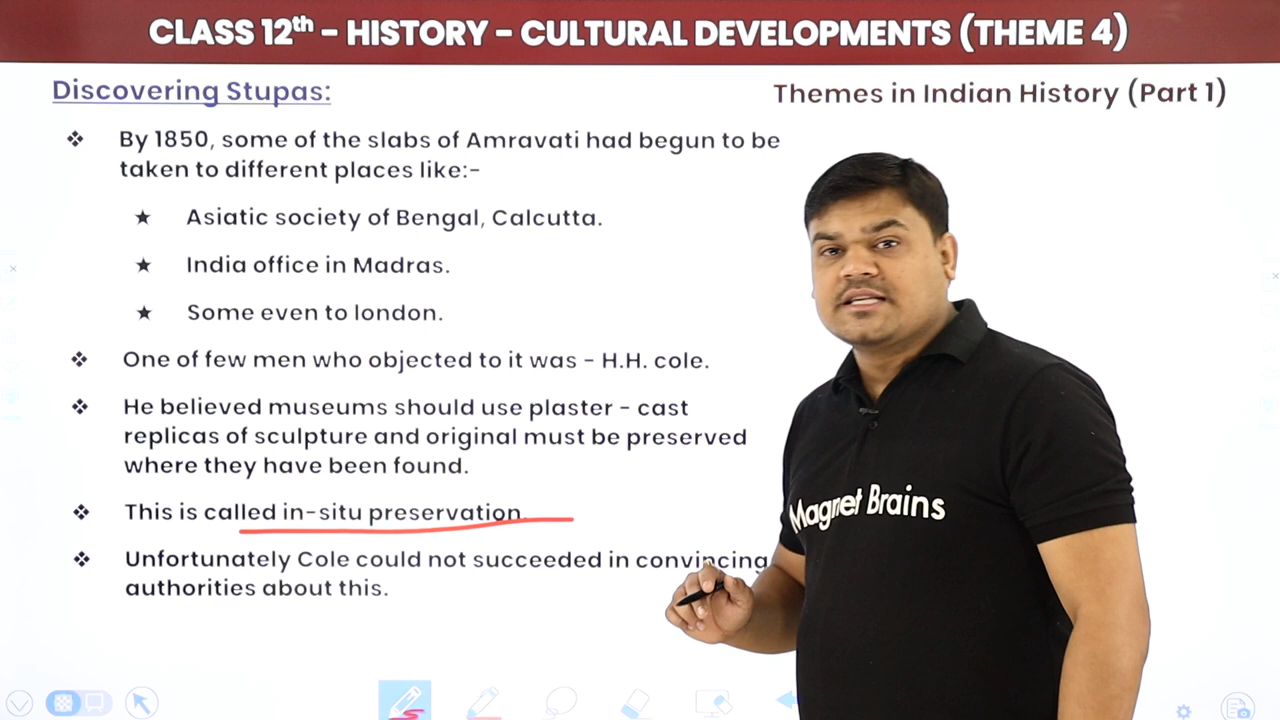 CLASS 12th - HISTORY - CULTURAL DEVELOPMENTS (THEME 4)
Discovering Stupas:
Themes in Indian History (Part 1)
❖ By 1850, some of the slabs of Amravati had begun to be
taken to different places like:-
★ Asiatic society of Bengal, Calcutta.
★ India office in Madras.
★ Some even to london.
❖ One of few men who objected to it was - H.H. cole.
❖ He believed museums should use plaster - cast
replicas of sculpture and original must be preserved
where they have been found.
❖ This is called in-situ preservation.
❖ Unfortunately Cole could not succeeded in convincing
authorities about this.
Magnet Brains